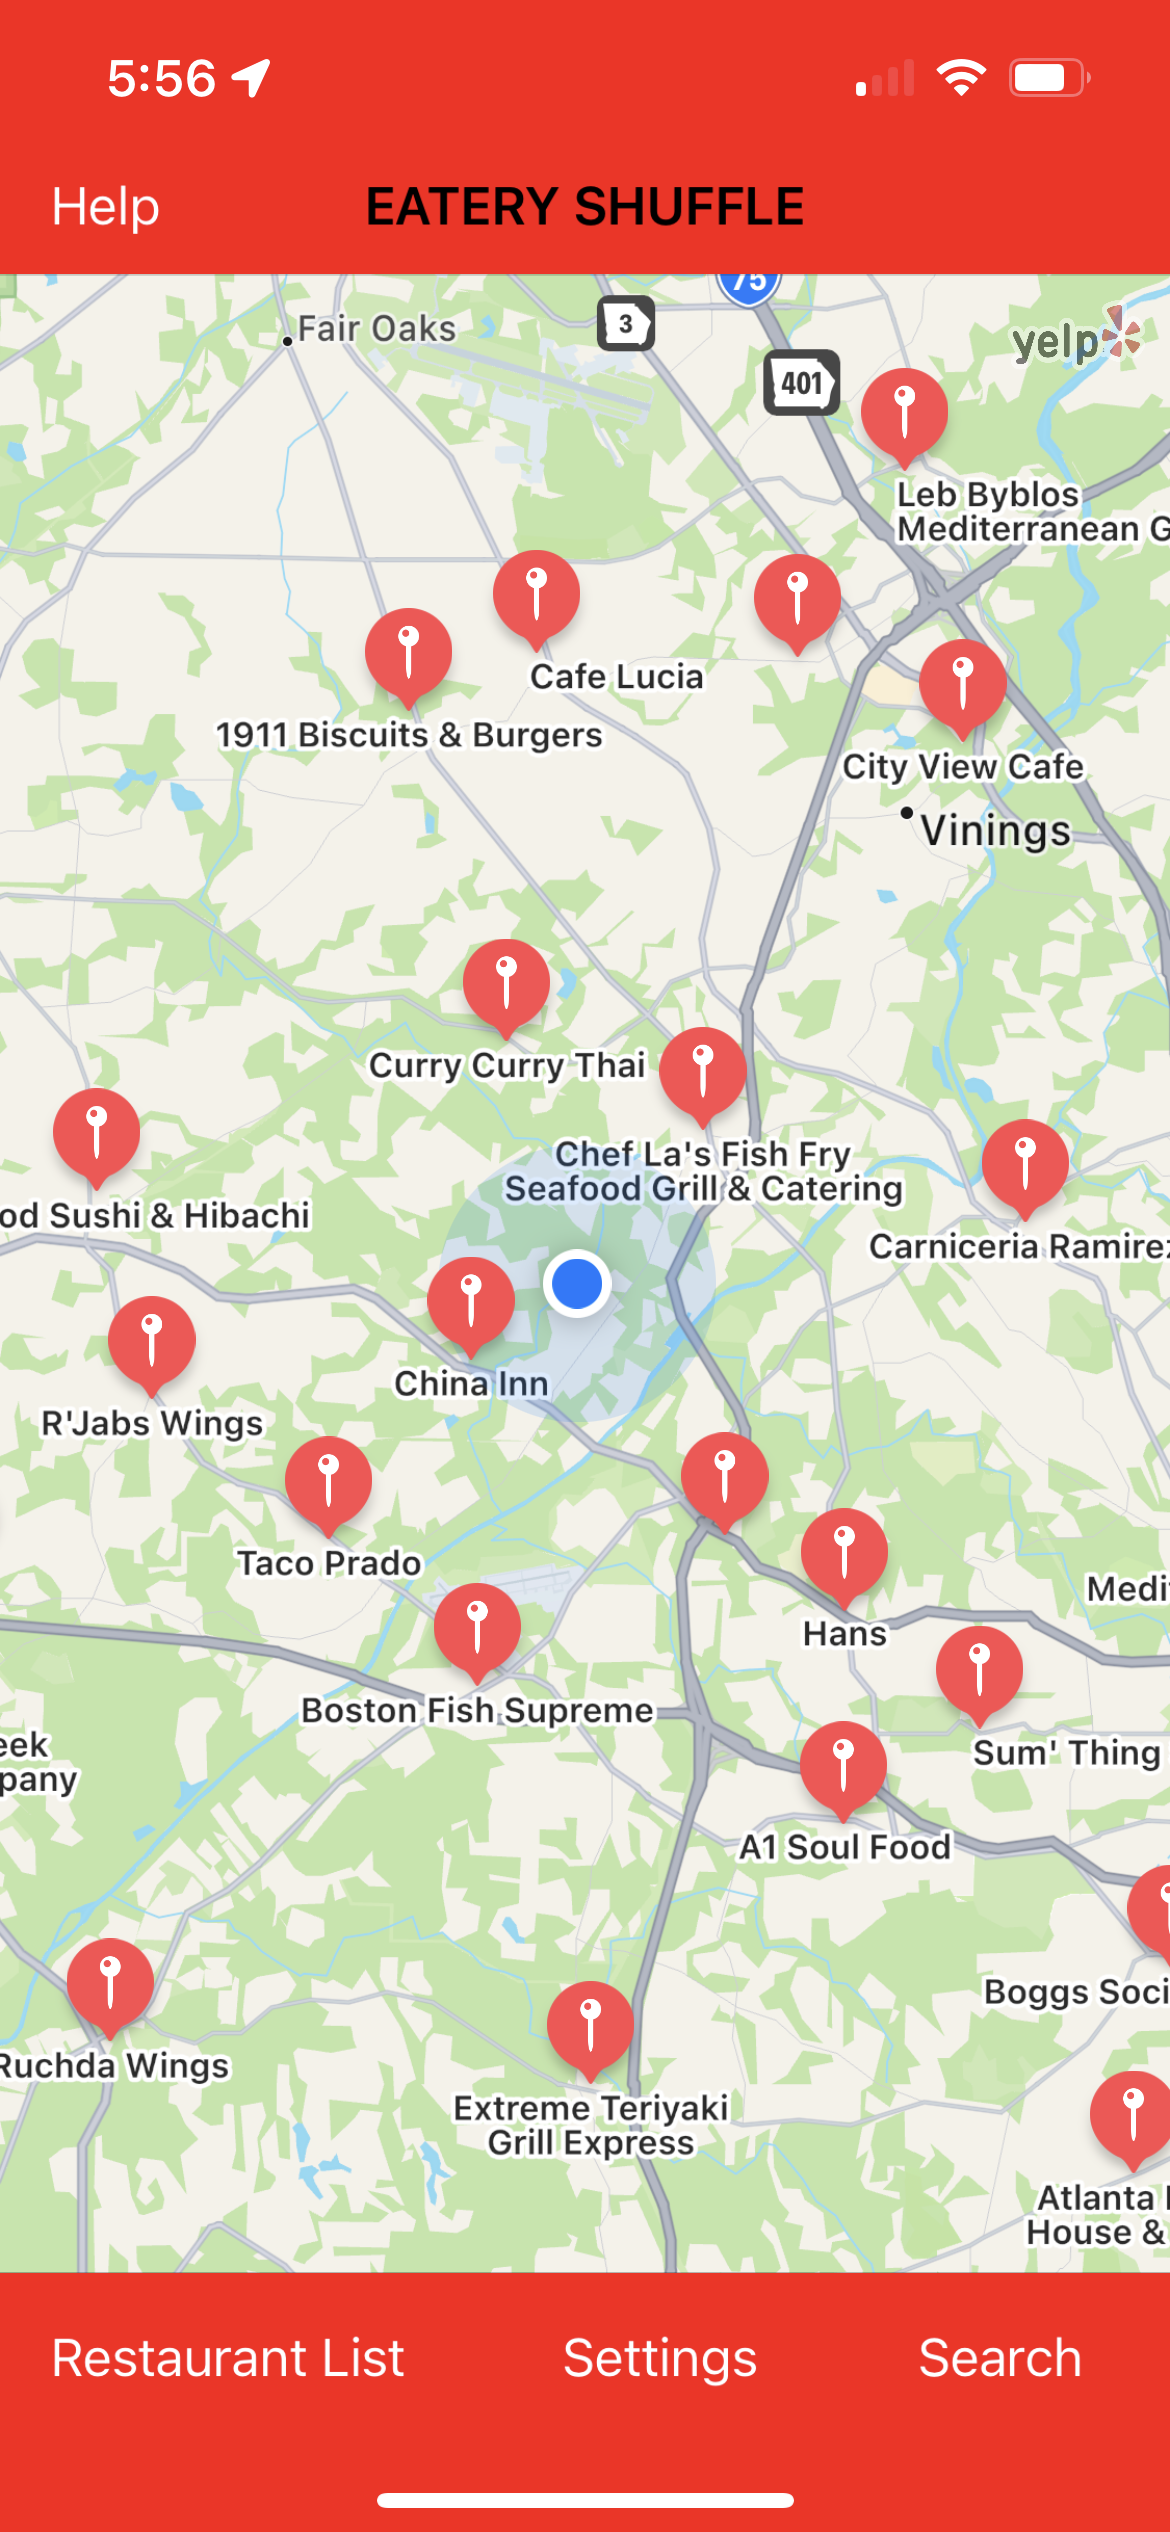 5:56
Help
EATERY SHUFFLE
75
3
Fair Oaks
yelp
401
Leb Byblos
Mediterranean G
Cafe Lucia
1911 Biscuits & Burgers
City View Cafe
Vinings
Curry Curry Thai
Chef La's Fish Fry
Seafood Grill & Catering
od Sushi & Hibachi
Carniceria Ramirez
China Inn
R'Jabs Wings
Taco Prado
Medit
Hans
Boston Fish Supreme
eek
pany
Sum' Thing
A1 Soul Food
Boggs Soci
Ruchda Wings
Extreme Teriyaki
Grill Express
Atlanta
House &
Restaurant List
Settings
Search